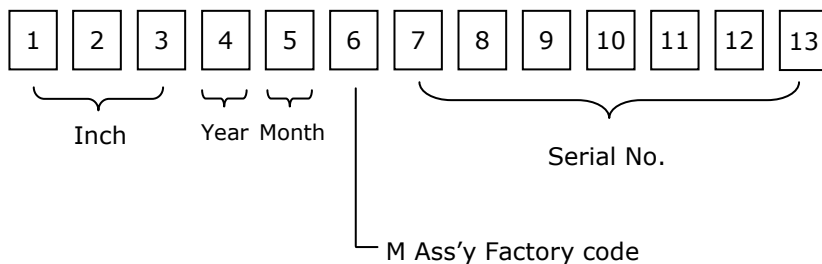 1 2 3 4 5 6 7 8 9 10 11 12 13
Inch Year Month
Serial No.
M Ass’y Factory code